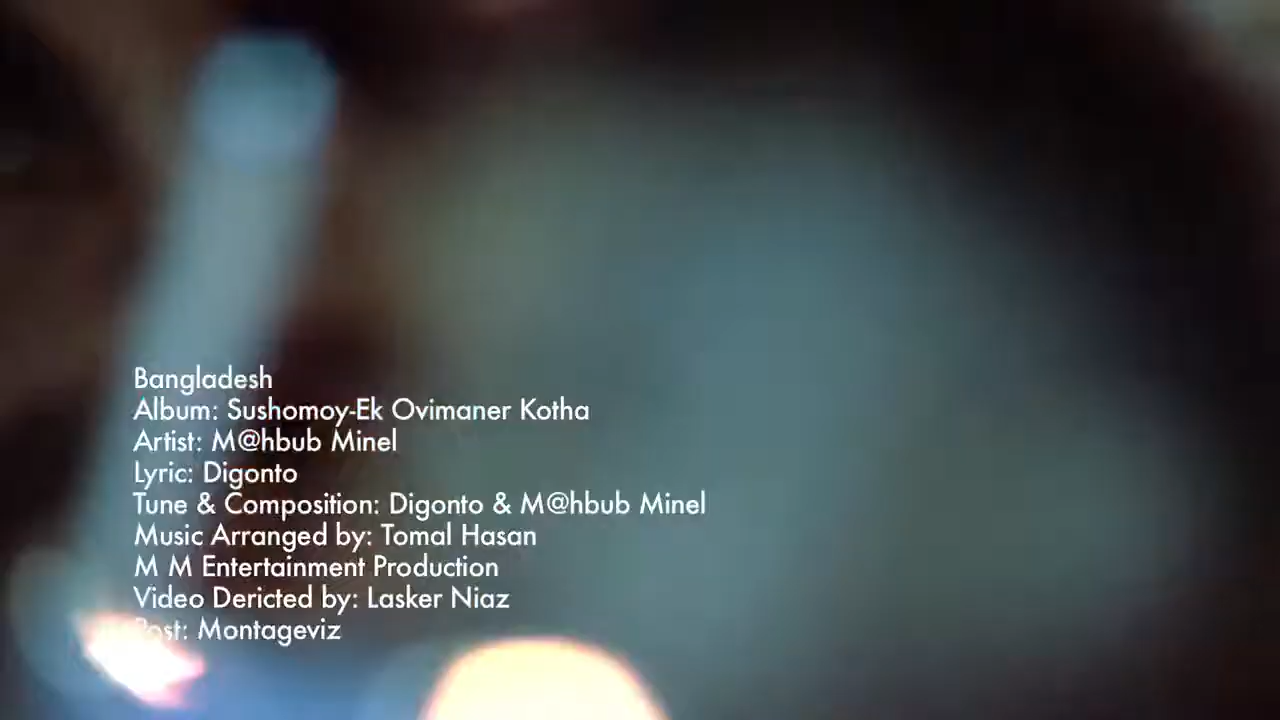 Bangladesh
Album: Sushomoy-Ek Ovimaner Kotha
Artist: M@hbub Minel
Lyric: Digonto
Tune & Composition: Digonto & M@hbub Minel
Music Arranged by: Tomal Hasan
M M Entertainment Production
Video Dericted by: Lasker Niaz
Post: Montageviz